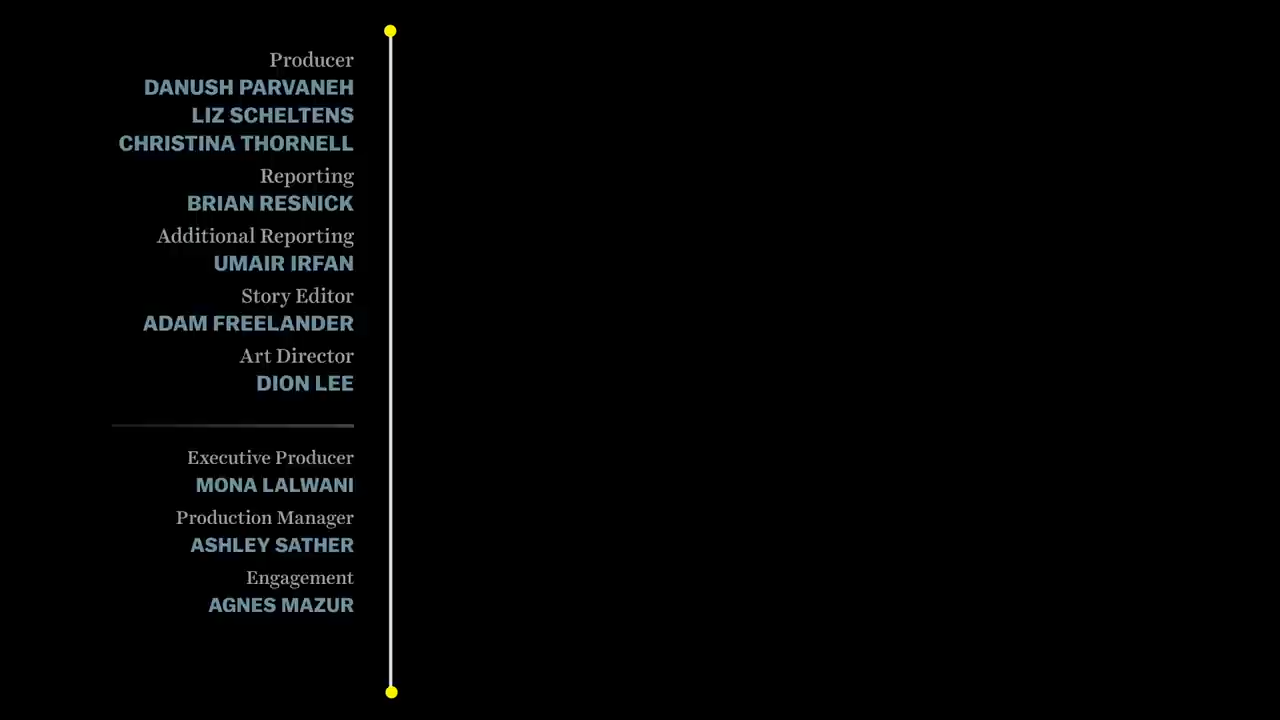 Producer
DANUSH PARVANEH
LIZ SCHELTENS
CHRISTINA THORNELL
Reporting
BRIAN RESNICK
Additional Reporting
UMAIR IRFAN
Story Editor
ADAM FREELANDER
Art Director
DION LEE
Executive Producer
MONA LALWANI
Production Manager
ASHLEY SATHER
Engagement
AGNES MAZUR